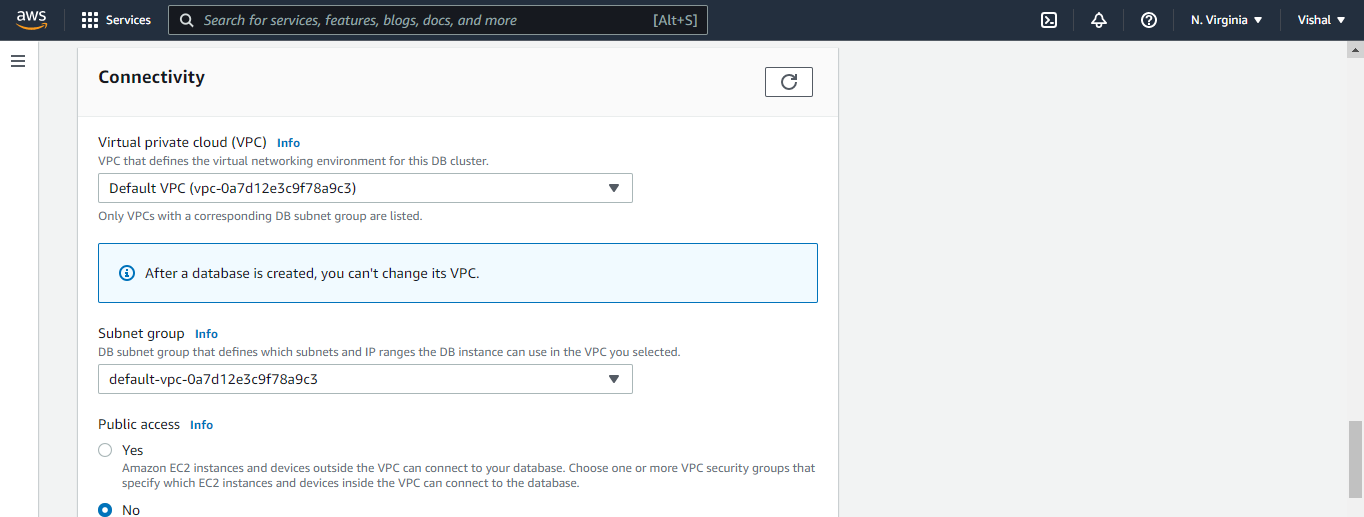 aws
Services
Search for services, features, blogs, docs, and more
[Alt+S]
N. Virginia
Vishal
Connectivity
Virtual private cloud (VPC) Info
VPC that defines the virtual networking environment for this DB cluster.
Default VPC (vpc-0a7d12e3c9f78a9c3)
Only VPCs with a corresponding DB subnet group are listed.
After a database is created, you can't change its VPC.
Subnet group Info
DB subnet group that defines which subnets and IP ranges the DB instance can use in the VPC you selected.
default-vpc-0a7d12e3c9f78a9c3
Public access Info
Yes
Amazon EC2 instances and devices outside the VPC can connect to your database. Choose one or more VPC security groups that
specify which EC2 instances and devices inside the VPC can connect to the database.
No